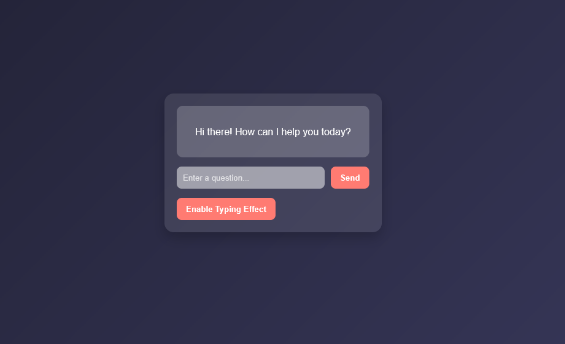 Hi there! How can I help you today?
Enter a question...
Send
Enable Typing Effect